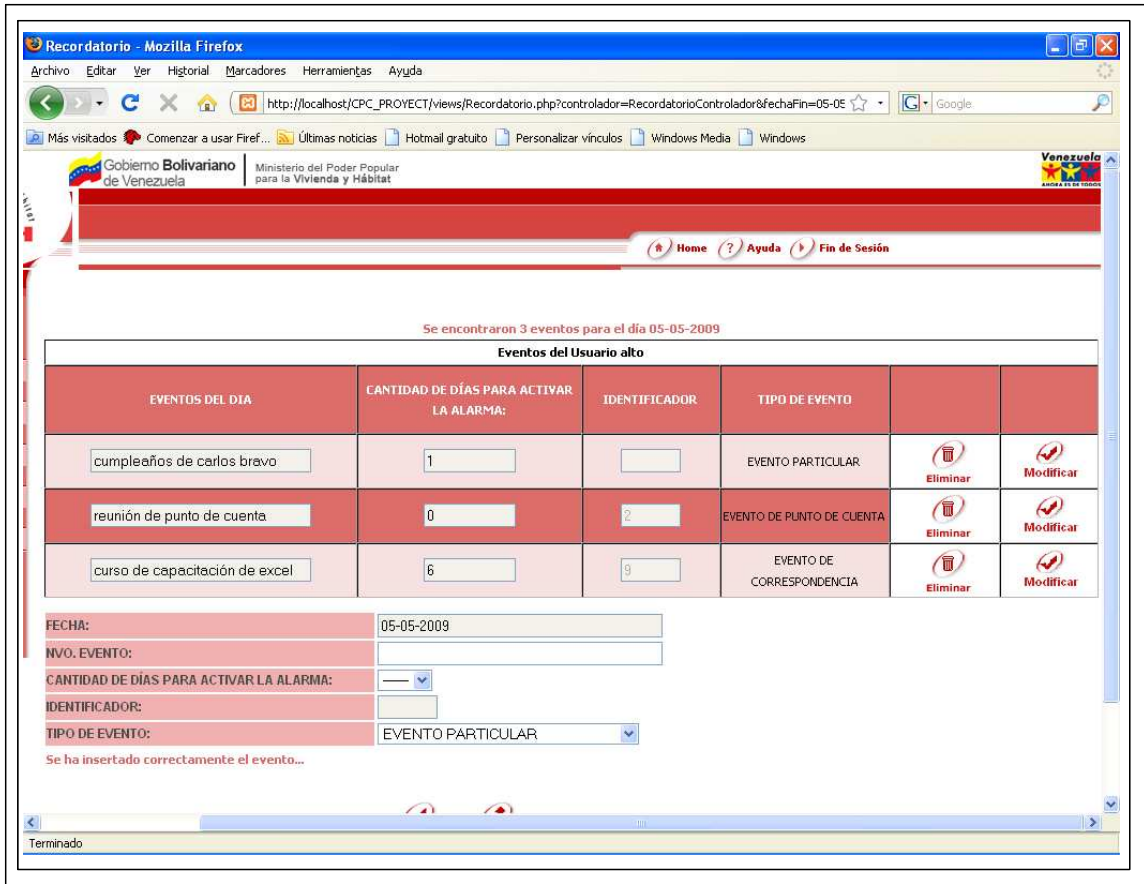 Recordatorio - Mozilla Firefox
Archivo Editar Ver Historial Marcadores Herramientas Ayuda
http://localhost/CPC_PROYECT/views/Recordatorio.php?controlador=RecordatorioControlador&fechaFin=05-05 G Google
Más visitados Comenzar a usar Firef... Últimas noticias Hotmail gratuito Personalizar vínculos Windows Media Windows
Gobierno Bolivariano de Venezuela
Ministerio del Poder Popular
para la Vivienda y Hábitat
Venezuela
AHORA ES DE TODOS
Home ? Ayuda Fin de Sesión
Se encontraron 3 eventos para el día 05-05-2009
Eventos del Usuario alto
EVENTOS DEL DIA
CANTIDAD DE DÍAS PARA ACTIVAR
LA ALARMA:
IDENTIFICADOR
TIPO DE EVENTO
cumpleaños de carlos bravo 1 EVENTO PARTICULAR Eliminar Modificar
reunión de punto de cuenta 0 2 EVENTO DE PUNTO DE CUENTA Eliminar Modificar
curso de capacitación de excel 6 9 EVENTO DE
CORRESPONDENCIA Eliminar Modificar
FECHA: 05-05-2009
NVO. EVENTO:
CANTIDAD DE DÍAS PARA ACTIVAR LA ALARMA: ——
IDENTIFICADOR:
TIPO DE EVENTO: EVENTO PARTICULAR
Se ha insertado correctamente el evento...
Terminado